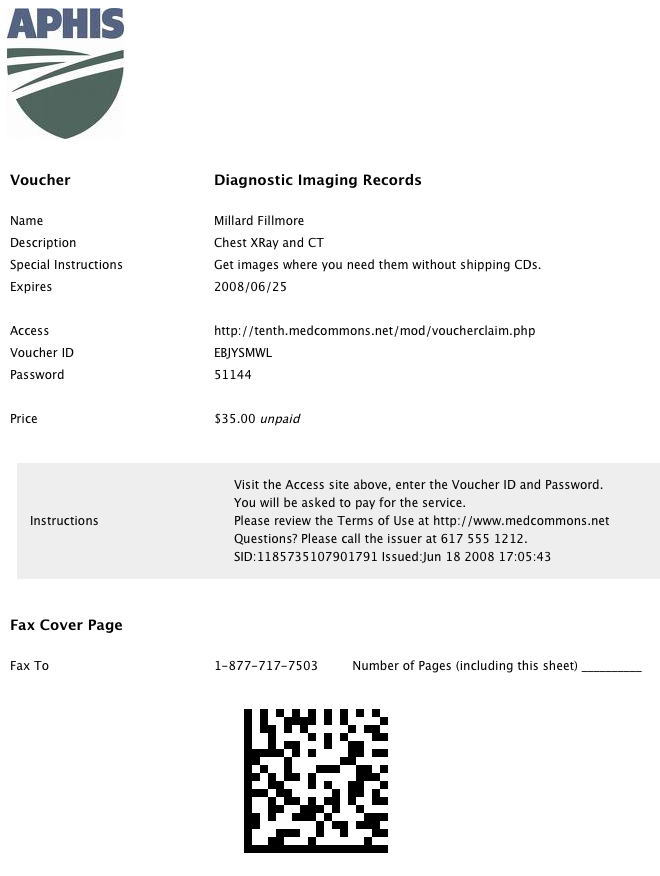 APHIS
Voucher Diagnostic Imaging Records
Name Millard Fillmore
Description Chest XRay and CT
Special Instructions Get images where you need them without shipping CDs.
Expires 2008/06/25
Access http://tenth.medcommons.net/mod/voucherclaim.php
Voucher ID EBJYSMWL
Password 51144
Price $35.00 unpaid
Visit the Access site above, enter the Voucher ID and Password.
You will be asked to pay for the service.
Instructions Please review the Terms of Use at http://www.medcommons.net
Questions? Please call the issuer at 617 555 1212.
SID:1185735107901791 Issued:Jun 18 2008 17:05:43
Fax Cover Page
Fax To 1-877-717-7503 Number of Pages (including this sheet) __________